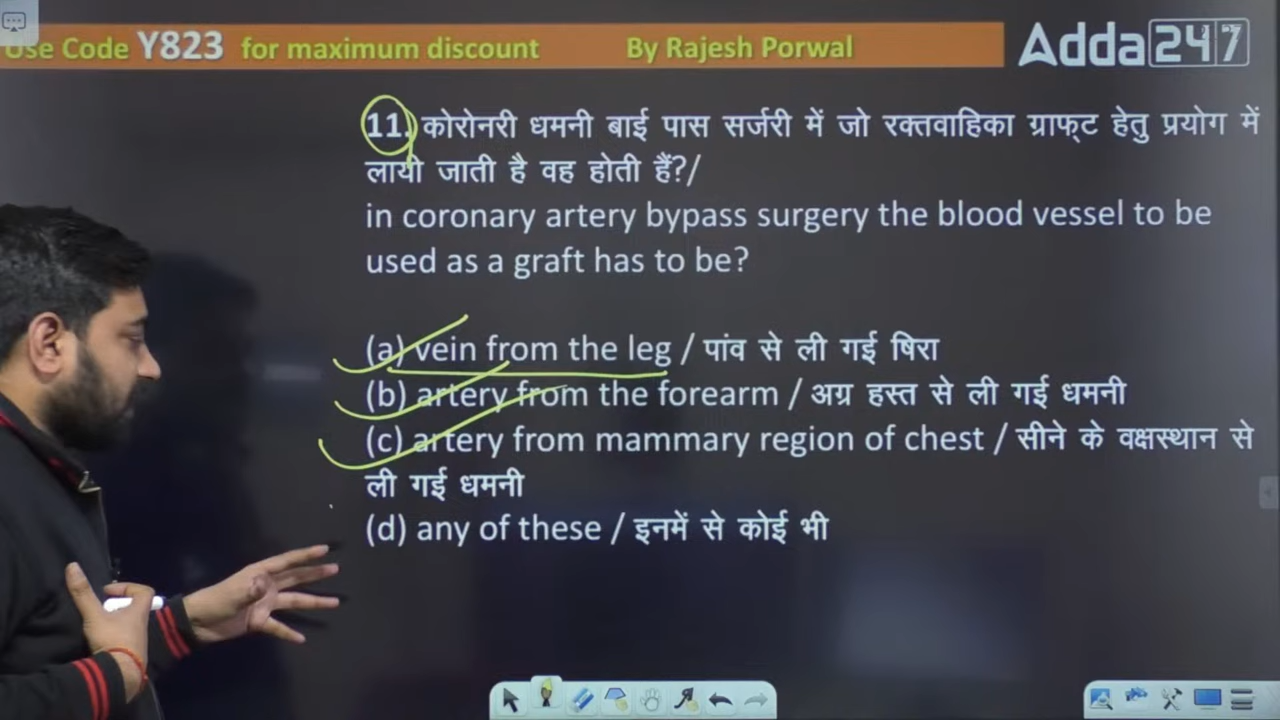 Use Code Y823 for maximum discount By Rajesh Porwal Adda247
11. कोरोनरी धमनी बाई पास सर्जरी में जो रक्तवाहिका ग्राफ्ट हेतु प्रयोग में
लायी जाती है वह होती हैं?/
in coronary artery bypass surgery the blood vessel to be
used as a graft has to be?
(a) vein from the leg / पांव से ली गई षिरा
(b) artery from the forearm / अग्र हस्त से ली गई धमनी
(c) artery from mammary region of chest / सीने के वक्षस्थान से
ली गई धमनी
(d) any of these / इनमें से कोई भी